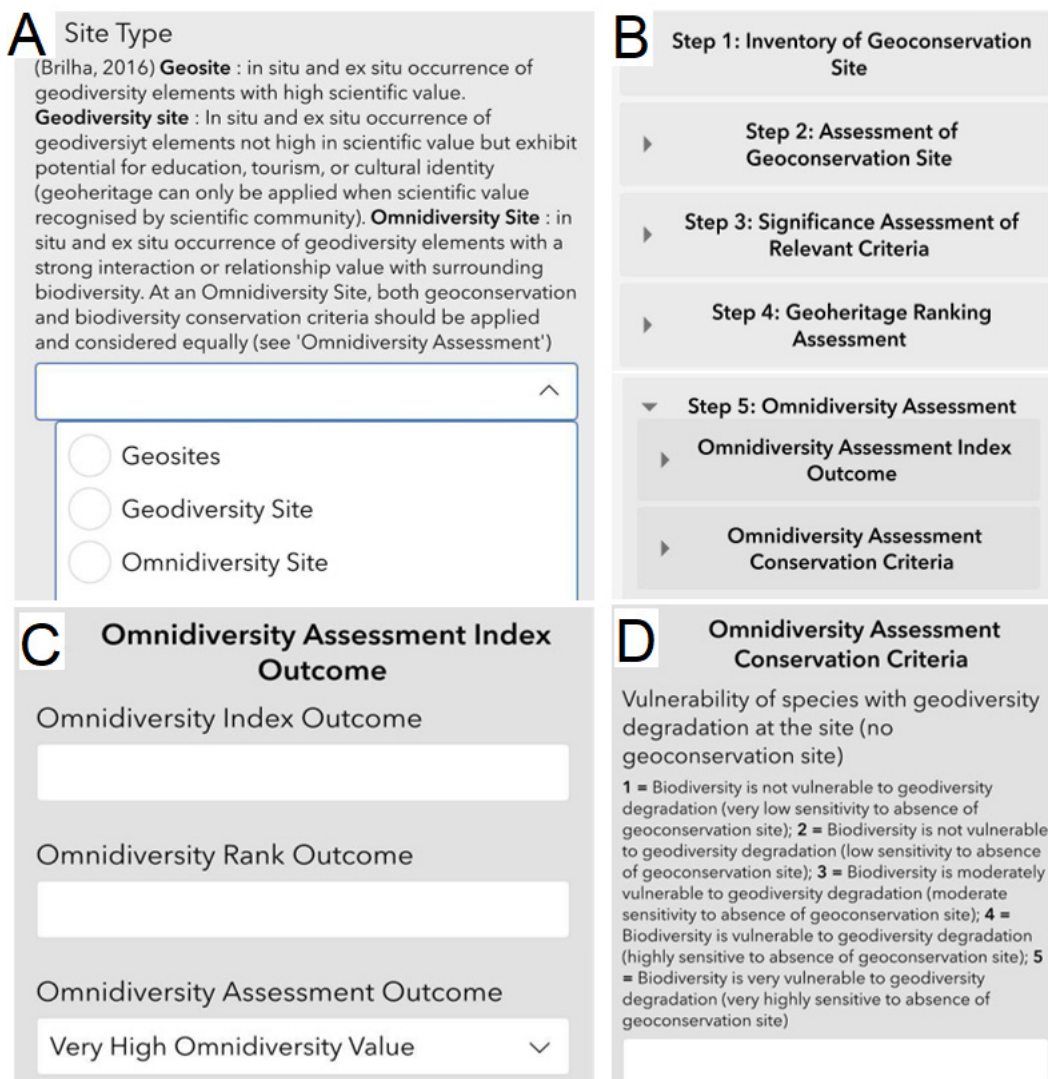 A
Site Type
(Brilha, 2016) Geosite : in situ and ex situ occurrence of
geodiversity elements with high scientific value.
Geodiversity site : In situ and ex situ occurrence of
geodiversiyt elements not high in scientific value but exhibit
potential for education, tourism, or cultural identity
(geoheritage can only be applied when scientific value
recognised by scientific community). Omnidiversity Site : in
situ and ex situ occurrence of geodiversity elements with a
strong interaction or relationship value with surrounding
biodiversity. At an Omnidiversity Site, both geoconservation
and biodiversity conservation criteria should be applied
and considered equally (see 'Omnidiversity Assessment')
Geosites
Geodiversity Site
Omnidiversity Site
B
Step 1: Inventory of Geoconservation
Site
Step 2: Assessment of
Geoconservation Site
Step 3: Significance Assessment of
Relevant Criteria
Step 4: Geoheritage Ranking
Assessment
Step 5: Omnidiversity Assessment
Omnidiversity Assessment Index
Outcome
Omnidiversity Assessment
Conservation Criteria
C
Omnidiversity Assessment Index
Outcome
Omnidiversity Index Outcome
Omnidiversity Rank Outcome
Omnidiversity Assessment Outcome
Very High Omnidiversity Value
D
Omnidiversity Assessment
Conservation Criteria
Vulnerability of species with geodiversity
degradation at the site (no
geoconservation site)
1 = Biodiversity is not vulnerable to geodiversity
degradation (very low sensitivity to absence of
geoconservation site); 2 = Biodiversity is not vulnerable
to geodiversity degradation (low sensitivity to absence
of geoconservation site); 3 = Biodiversity is moderately
vulnerable to geodiversity degradation (moderate
sensitivity to absence of geoconservation site); 4 =
Biodiversity is vulnerable to geodiversity degradation
(highly sensitive to absence of geoconservation site); 5
= Biodiversity is very vulnerable to geodiversity
degradation (very highly sensitive to absence of
geoconservation site)